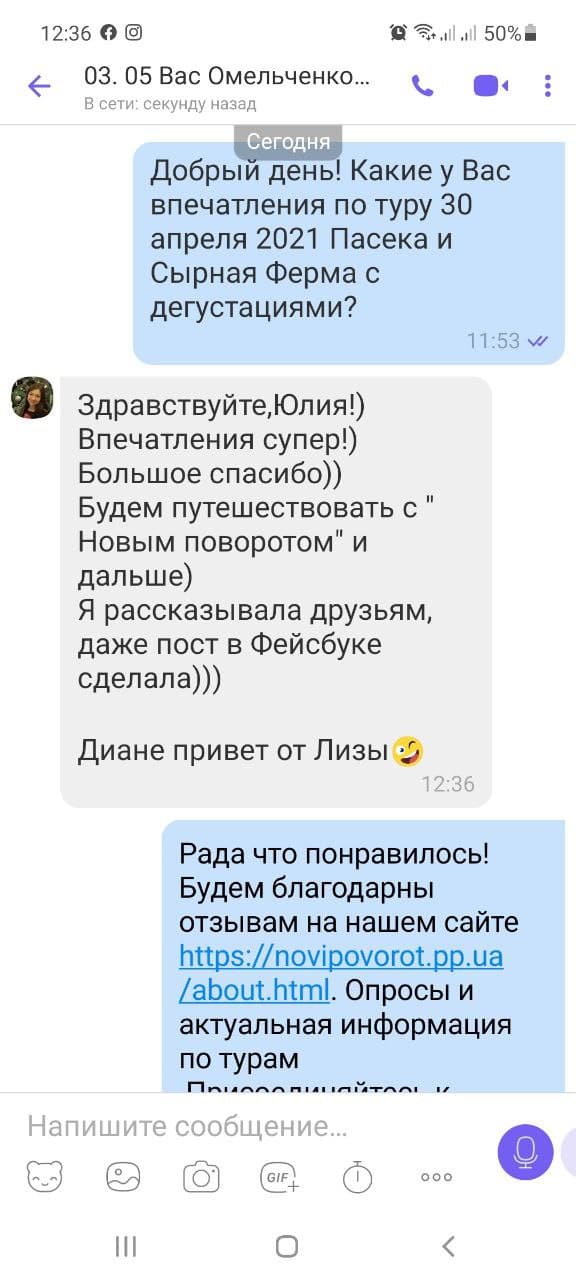 12:36
50%
03. 05 Вас Омельченко...
В сети: секунду назад
Сегодня
Добрый день! Какие у Вас
впечатления по туру 30
апреля 2021 Пасека и
Сырная Ферма с
дегустациями?
11:53
Здравствуйте,Юлия!)
Впечатления супер!)
Большое спасибо))
Будем путешествовать с "
Новым поворотом" и
дальше)
Я рассказывала друзьям,
даже пост в Фейсбуке
сделала)))
Диане привет от Лизы🤪
12:36
Рада что понравилось!
Будем благодарны
отзывам на нашем сайте
https://novipovorot.pp.ua
/about.html. Опросы и
актуальная информация
по турам
Присоединяйтесь к
Напишите сообщение...
GIF